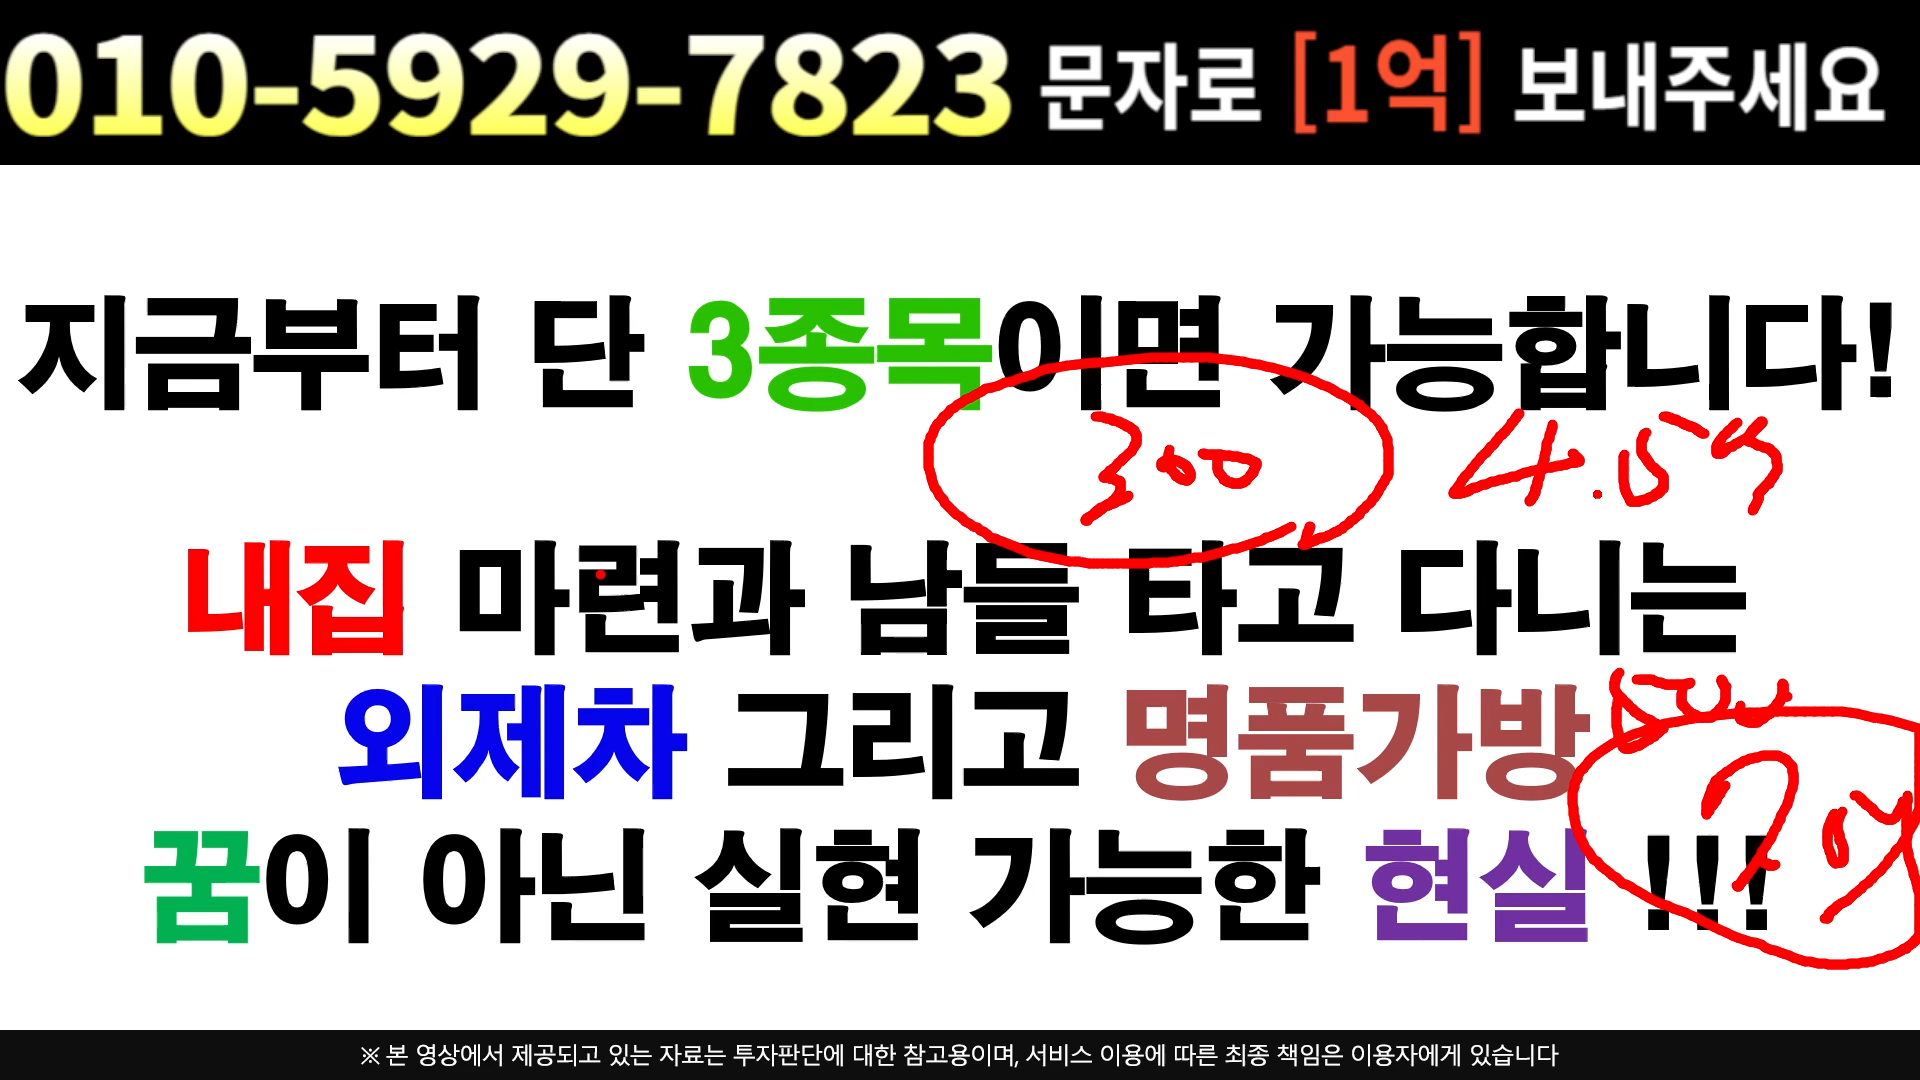 010-5929-7823 문자로 [1억] 보내주세요
지금부터 단 3종목이면 가능합니다!
300 4.5억
내집 마련과 남들 타고 다니는
외제차 그리고 명품가방
500
꿈이 아닌 실현 가능한 현실 !!!
※ 본 영상에서 제공되고 있는 자료는 투자판단에 대한 참고용이며, 서비스 이용에 따른 최종 책임은 이용자에게 있습니다